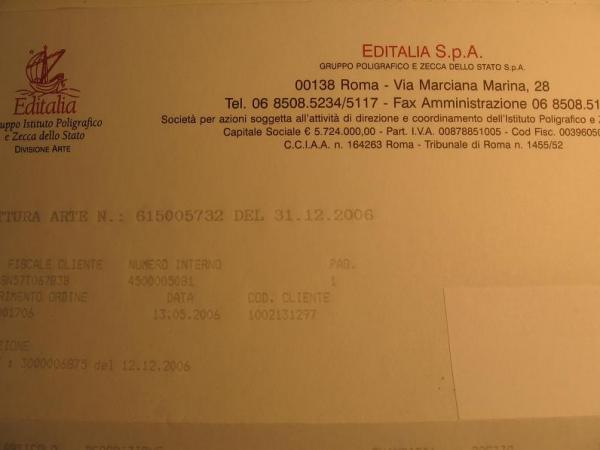 EDITALIA S.p.A.
GRUPPO POLIGRAFICO E ZECCA DELLO STATO S.p.A.
00138 Roma - Via Marciana Marina, 28
Tel. 06 8508.5234/5117 - Fax Amministrazione 06 8508.51
Società per azioni soggetta all'attività di direzione e coordinamento dell'Istituto Poligrafico e Z
Capitale Sociale € 5.724.000,00 - Part. I.V.A. 00878851005 - Cod Fisc. 0039605
C.C.I.A.A. n. 164263 Roma - Tribunale di Roma n. 1455/52
Editalia
uppo Istituto Poligrafico
e Zecca dello Stato
DIVISIONE ARTE
TTURA ARTE N.: 615005732 DEL 31.12.2006
FISCALE CLIENTE NUMERO INTERNO PAG.
4500005081 1
RIMENTO ORDINE DATA COD. CLIENTE
001706 13.05.2006 1002131297
ZIONE
: 3000006875 del 12.12.2006